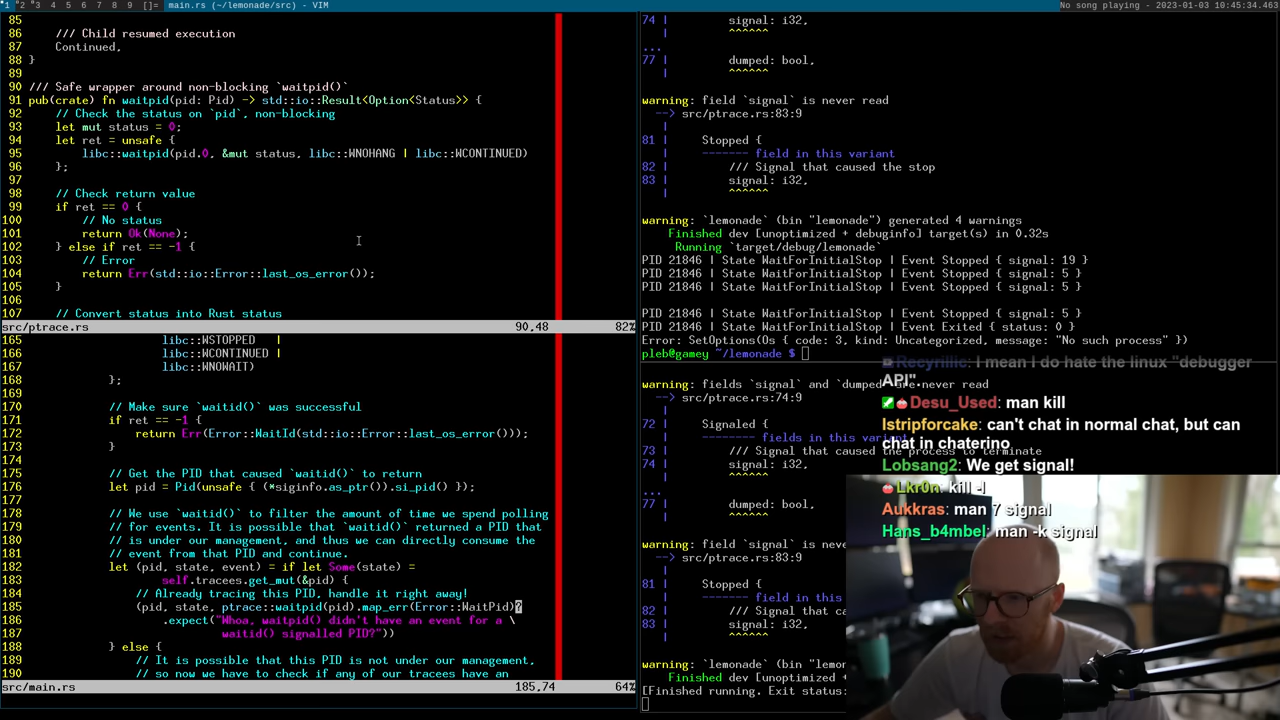 1 2 3 4 5 6 7 8 9 []= main.rs (~/lemonade/src) - VIM
No song playing - 2023-01-03 10:45:34.463
85
86     /// Child resumed execution
87     Continued,
88 }
89
90 /// Safe wrapper around non-blocking `waitpid()`
91 pub(crate) fn waitpid(pid: Pid) -> std::io::Result<Option<Status>> {
92     // Check the status on `pid`, non-blocking
93     let mut status = 0;
94     let ret = unsafe {
95         libc::waitpid(pid.0, &mut status, libc::WNOHANG | libc::WCONTINUED)
96     };
97
98     // Check return value
99     if ret == 0 {
100         // No status
101         return Ok(None);
102     } else if ret == -1 {
103         // Error
104         return Err(std::io::Error::last_os_error());
105     }
106
107     // Convert status into Rust status
src/ptrace.rs 90,48 82%
165                     libc::WSTOPPED   |
166                     libc::WCONTINUED |
167                     libc::WNOWAIT)
168             };
169
170             // Make sure `waitid()` was successful
171             if ret == -1 {
172                 return Err(Error::WaitId(std::io::Error::last_os_error()));
173             }
174
175             // Get the PID that caused `waitid()` to return
176             let pid = Pid(unsafe { (*siginfo.as_ptr()).si_pid() });
177
178             // We use `waitid()` to filter the amount of time we spend polling
179             // for events. It is possible that `waitid()` returned a PID that
180             // is under our management, and thus we can directly consume the
181             // event from that PID and continue.
182             let (pid, state, event) = if let Some(state) =
183                     self.tracees.get_mut(&pid) {
184                 // Already tracing this PID, handle it right away!
185                 (pid, state, ptrace::waitpid(pid).map_err(Error::WaitPid)?
186                     .expect("Whoa, waitpid() didn't have an event for a \
187                              waitid() signalled PID?"))
188             } else {
189                 // It is possible that this PID is not under our management,
190                 // so now we have to check if any of our tracees have an
src/main.rs 185,74 64%
74 |         signal: i32,
^^^^^^
...
77 |         dumped: bool,
^^^^^^
warning: field `signal` is never read
--> src/ptrace.rs:83:9
|
81 |     Stopped {
|     ------- field in this variant
82 |         /// Signal that caused the stop
83 |         signal: i32,
|         ^^^^^^
warning: `lemonade` (bin "lemonade") generated 4 warnings
Finished dev [unoptimized + debuginfo] target(s) in 0.32s
Running `target/debug/lemonade`
PID 21846 | State WaitForInitialStop | Event Stopped { signal: 19 }
PID 21846 | State WaitForInitialStop | Event Stopped { signal: 5 }
PID 21846 | State WaitForInitialStop | Event Stopped { signal: 5 }
PID 21846 | State WaitForInitialStop | Event Stopped { signal: 5 }
PID 21846 | State WaitForInitialStop | Event Exited { status: 0 }
Error: SetOptions(Os { code: 3, kind: Uncategorized, message: "No such process" })
pleb@gamey ~/lemonade $
warning: fields `signal` and `dumped` are never read
--> src/ptrace.rs:74:9
|
72 |     Signaled {
|     -------- fields in this variant
73 |         /// Signal that caused the process to terminate
74 |         signal: i32,
|         ^^^^^^
...
77 |         dumped: bool,
|         ^^^^^^
warning: field `signal` is neve
--> src/ptrace.rs:83:9
|
81 |     Stopped {
|     ------- field in this
82 |         /// Signal that ca
83 |         signal: i32,
|         ^^^^^^
warning: `lemonade` (bin "lemon
Finished dev [unoptimized +
[Finished running. Exit status:
Recyrillic: I mean I do hate the linux "debugger
API".
Desu_Used: man kill
Istripforcake: can't chat in normal chat, but can
chat in chaterino
Lobsang2: We get signal!
Lkr0n: kill -l
Aukkras: man 7 signal
Hans_b4mbel: man -k signal